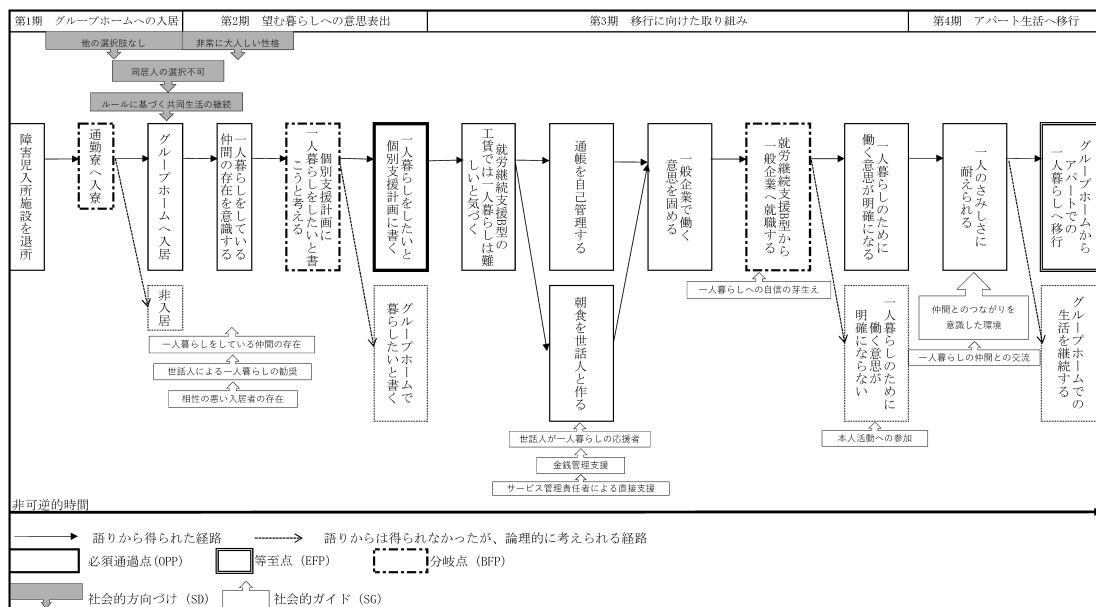 第1期　グループホームへの入居
第2期　望む暮らしへの意思表出
第3期　移行に向けた取り組み
第4期　アパート生活へ移行
他の選択肢なし
非常に大人しい性格
同居人の選択不可
ルールに基づく共同生活の継続
障害児入所施設を退所
通勤寮へ入寮
グループホームへ入居
非入居
一人暮らしをしている
仲間の存在を意識する
個別支援計画に
一人暮らしをしたいと書
こうと考える
一人暮らしをしたいと
個別支援計画に書く
グループホームで
暮らしたいと書く
就労継続支援B型の
工賃では一人暮らしは難
しいと気づく
通帳を自己管理する
朝食を世話人と作る
一般企業で働く
意思を固める
就労継続支援B型から
一般企業へ就職する
一人暮らしのために
働く意思が明確になる
一人暮らしのために
働く意思が
明確にならない
一人のさみしさに
耐えられる
グループホームから
アパートでの
一人暮らしへ移行
グループホームでの
生活を継続する
一人暮らしをしている仲間の存在
世話人による一人暮らしの勧奨
相性の悪い入居者の存在
世話人が一人暮らしの応援者
金銭管理支援
サービス管理責任者による直接支援
一人暮らしへの自信の芽生え
本人活動への参加
仲間とのつながりを
意識した環境
一人暮らしの仲間との交流
非可逆的時間
語りから得られた経路
語りからは得られなかったが、論理的に考えられる経路
必須通過点(OPP)
等至点（EFP）
分岐点（BFP）
社会的方向づけ（SD）
社会的ガイド（SG）